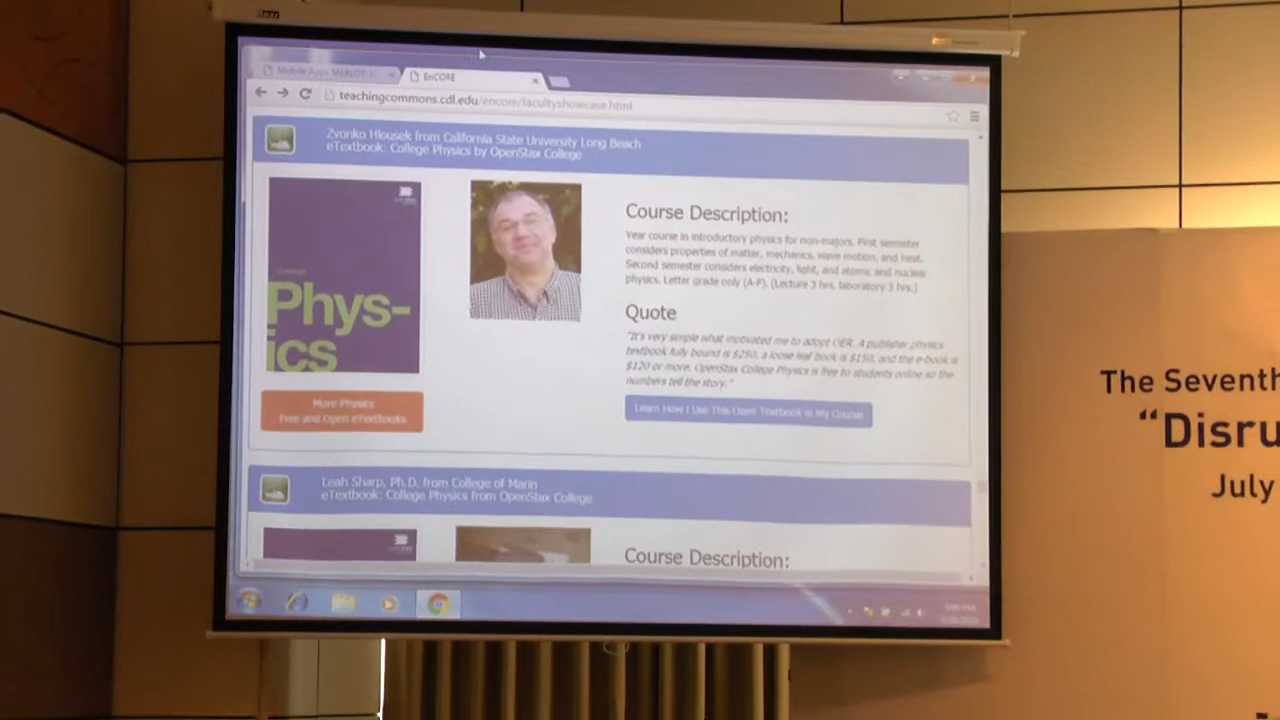 Mobile Apps MERLOT
EnCORE
teachingcommons.cdl.edu/encore/facultyshowcase.html
Zvonko Hlousek from California State University Long Beach
eTextbook: College Physics by OpenStax College
College
Phys-
ics
More Physics
Free and Open eTextbooks
Course Description:
Year course in introductory physics for non-majors. First semester
considers properties of matter, mechanics, wave motion, and heat.
Second semester considers electricity, light, and atomic and nuclear
physics. Letter grade only (A-F). (Lecture 3 hrs, laboratory 3 hrs.)
Quote
"It's very simple what motivated me to adopt OER. A publisher physics
textbook fully bound is $250, a loose leaf book is $150, and the e-book is
$120 or more. OpenStax College Physics is free to students online so the
numbers tell the story."
Learn How I Use This Open Textbook in My Course
Leah Sharp, Ph.D. from College of Marin
eTextbook: College Physics from OpenStax College
Course Description:
The Seventh
“Disru
July